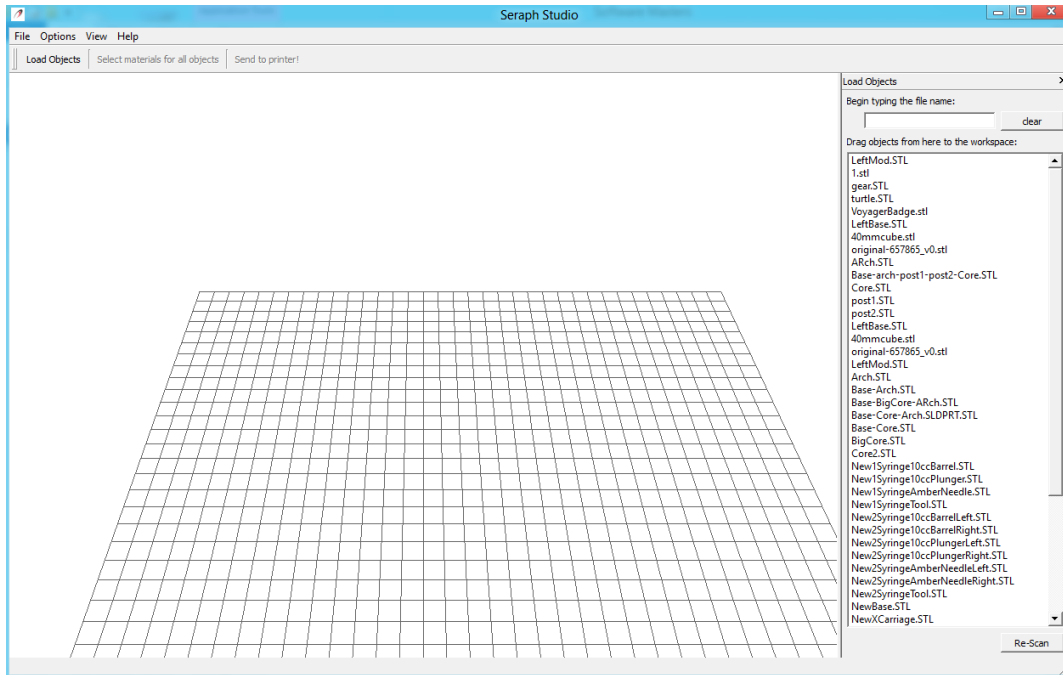 Seraph Studio
File Options View Help
Load Objects Select materials for all objects Send to printer!
Load Objects
Begin typing the file name:
clear
Drag objects from here to the workspace:
LeftMod.STL
1.stl
gear.STL
turtle.STL
VoyagerBadge.stl
LeftBase.STL
40mmcube.stl
original-657865_v0.stl
ARch.STL
Base-arch-post1-post2-Core.STL
Core.STL
post1.STL
post2.STL
LeftBase.STL
40mmcube.stl
original-657865_v0.stl
LeftMod.STL
Arch.STL
Base-Arch.STL
Base-BigCore-ARch.STL
Base-Core-Arch.SLDPRT.STL
Base-Core.STL
BigCore.STL
Core2.STL
New1Syringe10ccBarrel.STL
New1Syringe10ccPlunger.STL
New1SyringeAmberNeedle.STL
New1SyringeTool.STL
New2Syringe10ccBarrelLeft.STL
New2Syringe10ccBarrelRight.STL
New2Syringe10ccPlungerLeft.STL
New2Syringe10ccPlungerRight.STL
New2SyringeAmberNeedleLeft.STL
New2SyringeAmberNeedleRight.STL
New2SyringeTool.STL
NewBase.STL
NewXCarriage.STL
Re-Scan